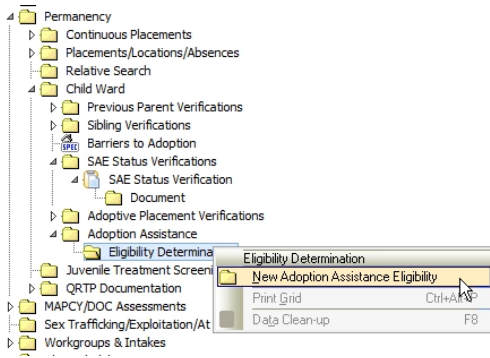 Permanency
Continuous Placements
Placements/Locations/Absences
Relative Search
Child Ward
Previous Parent Verifications
Sibling Verifications
SPEC Barriers to Adoption
SAE Status Verifications
SAE Status Verification
Document
Adoptive Placement Verifications
Adoption Assistance
Eligibility Determina
Eligibility Determination
New Adoption Assistance Eligibility
Print Grid Ctrl+Alt+P
Data Clean-up F8
Juvenile Treatment Screeni
QRTP Documentation
MAPCY/DOC Assessments
Sex Trafficking/Exploitation/At
Workgroups & Intakes